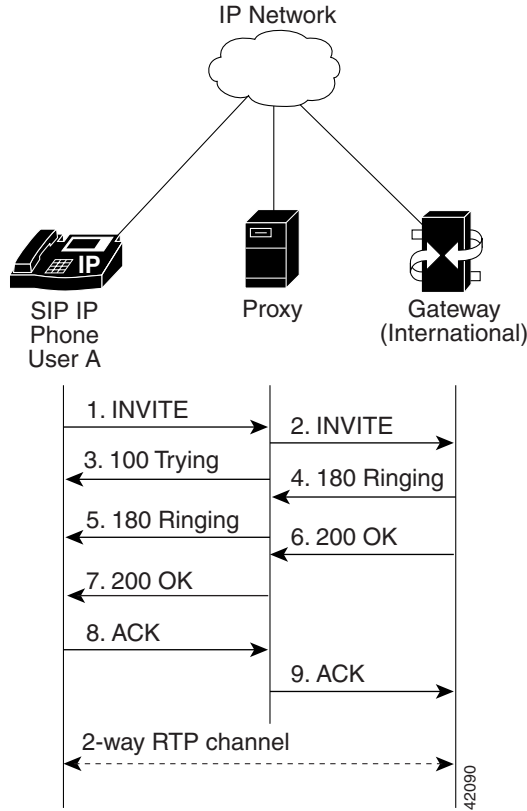 IP Network
IP
SIP IP
Phone
User A
Proxy
Gateway
(International)
1. INVITE
2. INVITE
3. 100 Trying
4. 180 Ringing
5. 180 Ringing
6. 200 OK
7. 200 OK
8. ACK
9. ACK
2-way RTP channel
42090